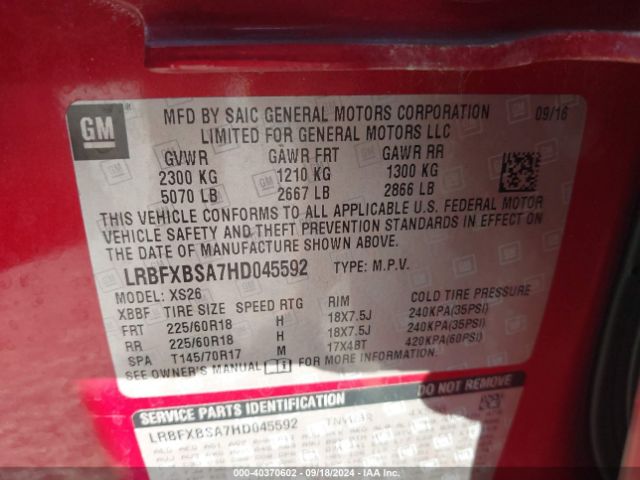 GM
MFD BY SAIC GENERAL MOTORS CORPORATION 09/16
LIMITED FOR GENERAL MOTORS LLC
GVWR GAWR FRT GAWR RR
2300 KG 1210 KG 1300 KG
5070 LB 2667 LB 2866 LB
THIS VEHICLE CONFORMS TO ALL APPLICABLE U.S. FEDERAL MOTOR
VEHICLE SAFETY AND THEFT PREVENTION STANDARDS IN EFFECT ON
THE DATE OF MANUFACTURE SHOWN ABOVE.
LRBFXBSA7HD045592 TYPE: M.P.V.
MODEL: XS26
XBBF TIRE SIZE SPEED RTG RIM COLD TIRE PRESSURE
FRT 225/60R18 H 18X7.5J 240KPA(35PSI)
RR 225/60R18 H 18X7.5J 240KPA(35PSI)
SPA T145/70R17 M 17X4BT 420KPA(60PSI)
SEE OWNER'S MANUAL
SERVICE PARTS IDENTIFICATION DO NOT REMOVE
LRBFXBSA7HD045592
IAA - 40370602 - 09/18/2024 - IAA Inc.